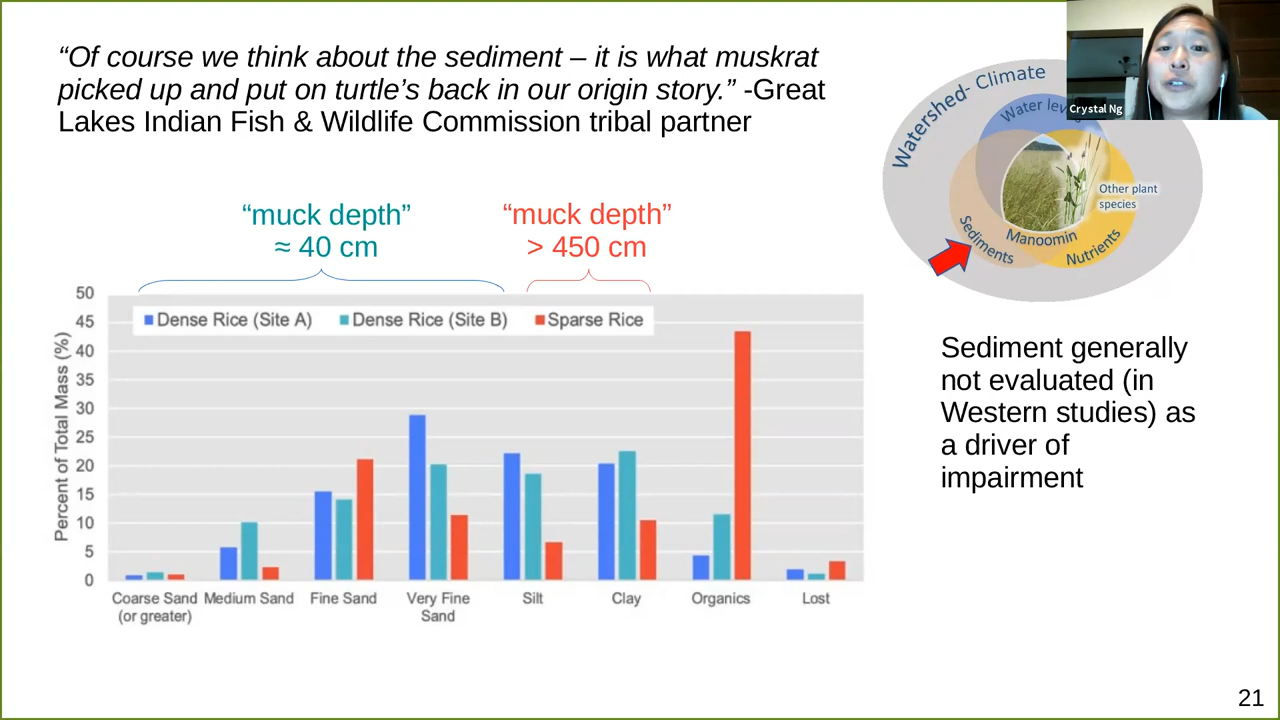 “Of course we think about the sediment – it is what muskrat
picked up and put on turtle’s back in our origin story.” -Great
Lakes Indian Fish & Wildlife Commission tribal partner
Crystal Ng
Watershed- Climate
Water
Other plant
species
Sediments
Manoomin
Nutrients
“muck depth”
≈ 40 cm
“muck depth”
> 450 cm
Dense Rice (Site A) Dense Rice (Site B) Sparse Rice
Percent of Total Mass (%)
50
45
40
35
30
25
20
15
10
5
0
Coarse Sand
(or greater)
Medium Sand
Fine Sand
Very Fine
Sand
Silt
Clay
Organics
Lost
Sediment generally
not evaluated (in
Western studies) as
a driver of
impairment
21